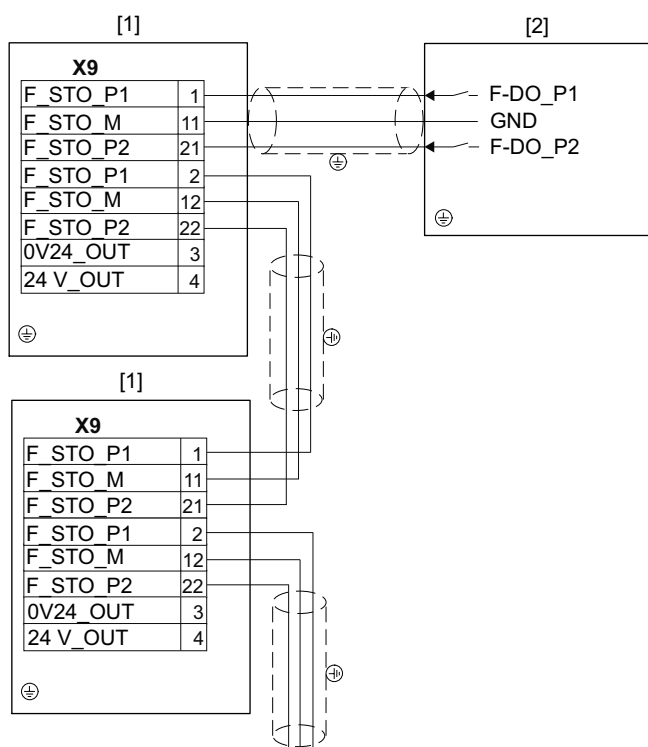 [1]
X9
F_STO_P1 1
F_STO_M 11
F_STO_P2 21
F_STO_P1 2
F_STO_M 12
F_STO_P2 22
0V24_OUT 3
24 V_OUT 4
[2]
F-DO_P1
GND
F-DO_P2
[1]
X9
F_STO_P1 1
F_STO_M 11
F_STO_P2 21
F_STO_P1 2
F_STO_M 12
F_STO_P2 22
0V24_OUT 3
24 V_OUT 4